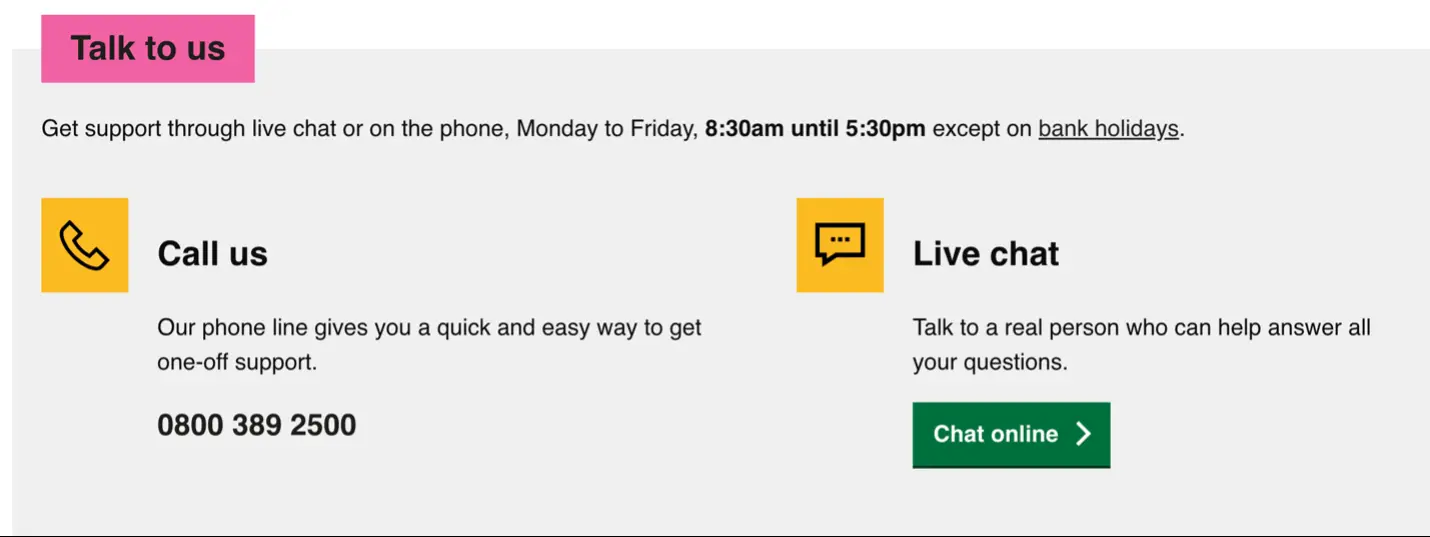 Talk to us
Get support through live chat or on the phone, Monday to Friday, 8:30am until 5:30pm except on bank holidays.
Call us
Our phone line gives you a quick and easy way to get
one-off support.
0800 389 2500
Live chat
Talk to a real person who can help answer all
your questions.
Chat online